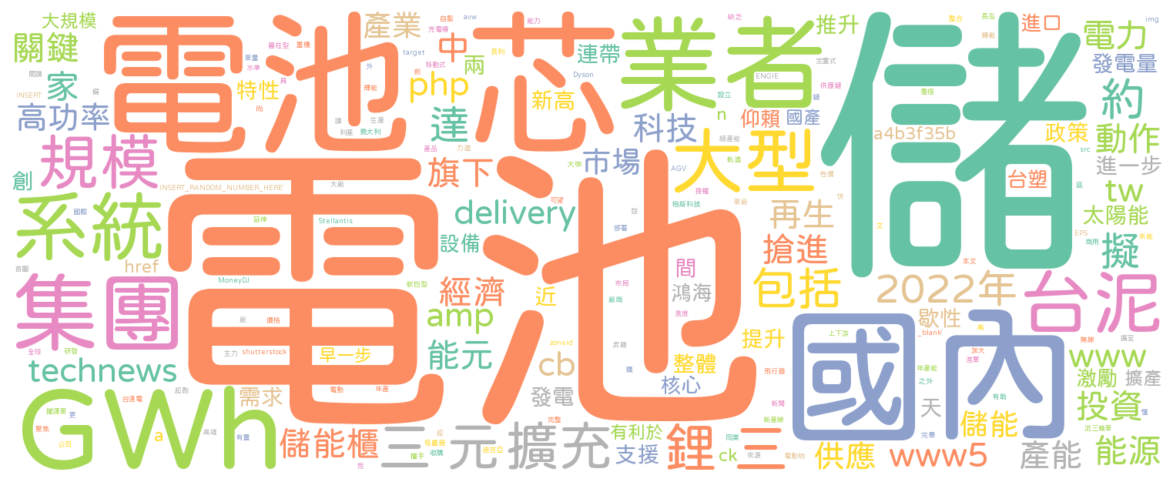 大規模
關鍵
家
高功率
規模
創
系統
集團
technews
GWh
電池芯
產業
中
兩
php
特性
達
新高
連帶
旗下
delivery
設備
電池
經濟
近
amp
能元
早一步
cb
發電
需求
儲能櫃
三元擴充
有利於
支援
鋰三
ck
業者
推升
進口
電力
發電量
約
科技
n
仰賴
國產
市場
大型
儲
a4b3f35b
政策
動作
進一步
台塑
tw
太陽能
再生
搶進
擬
間
鴻海
包括
2022年
台泥
歇性
提升
整體
核心
國內
www
激勵
擴產
投資
天
儲能
供應
www5
產能
能源
href
a
INSERT_RANDOM_NUMBER_HERE
INSERT
Stellantis
MoneyDJ
shutterstock
target
Dyson
ENGIE
AGV
EPS
src
img
avw
_blank
zoneid